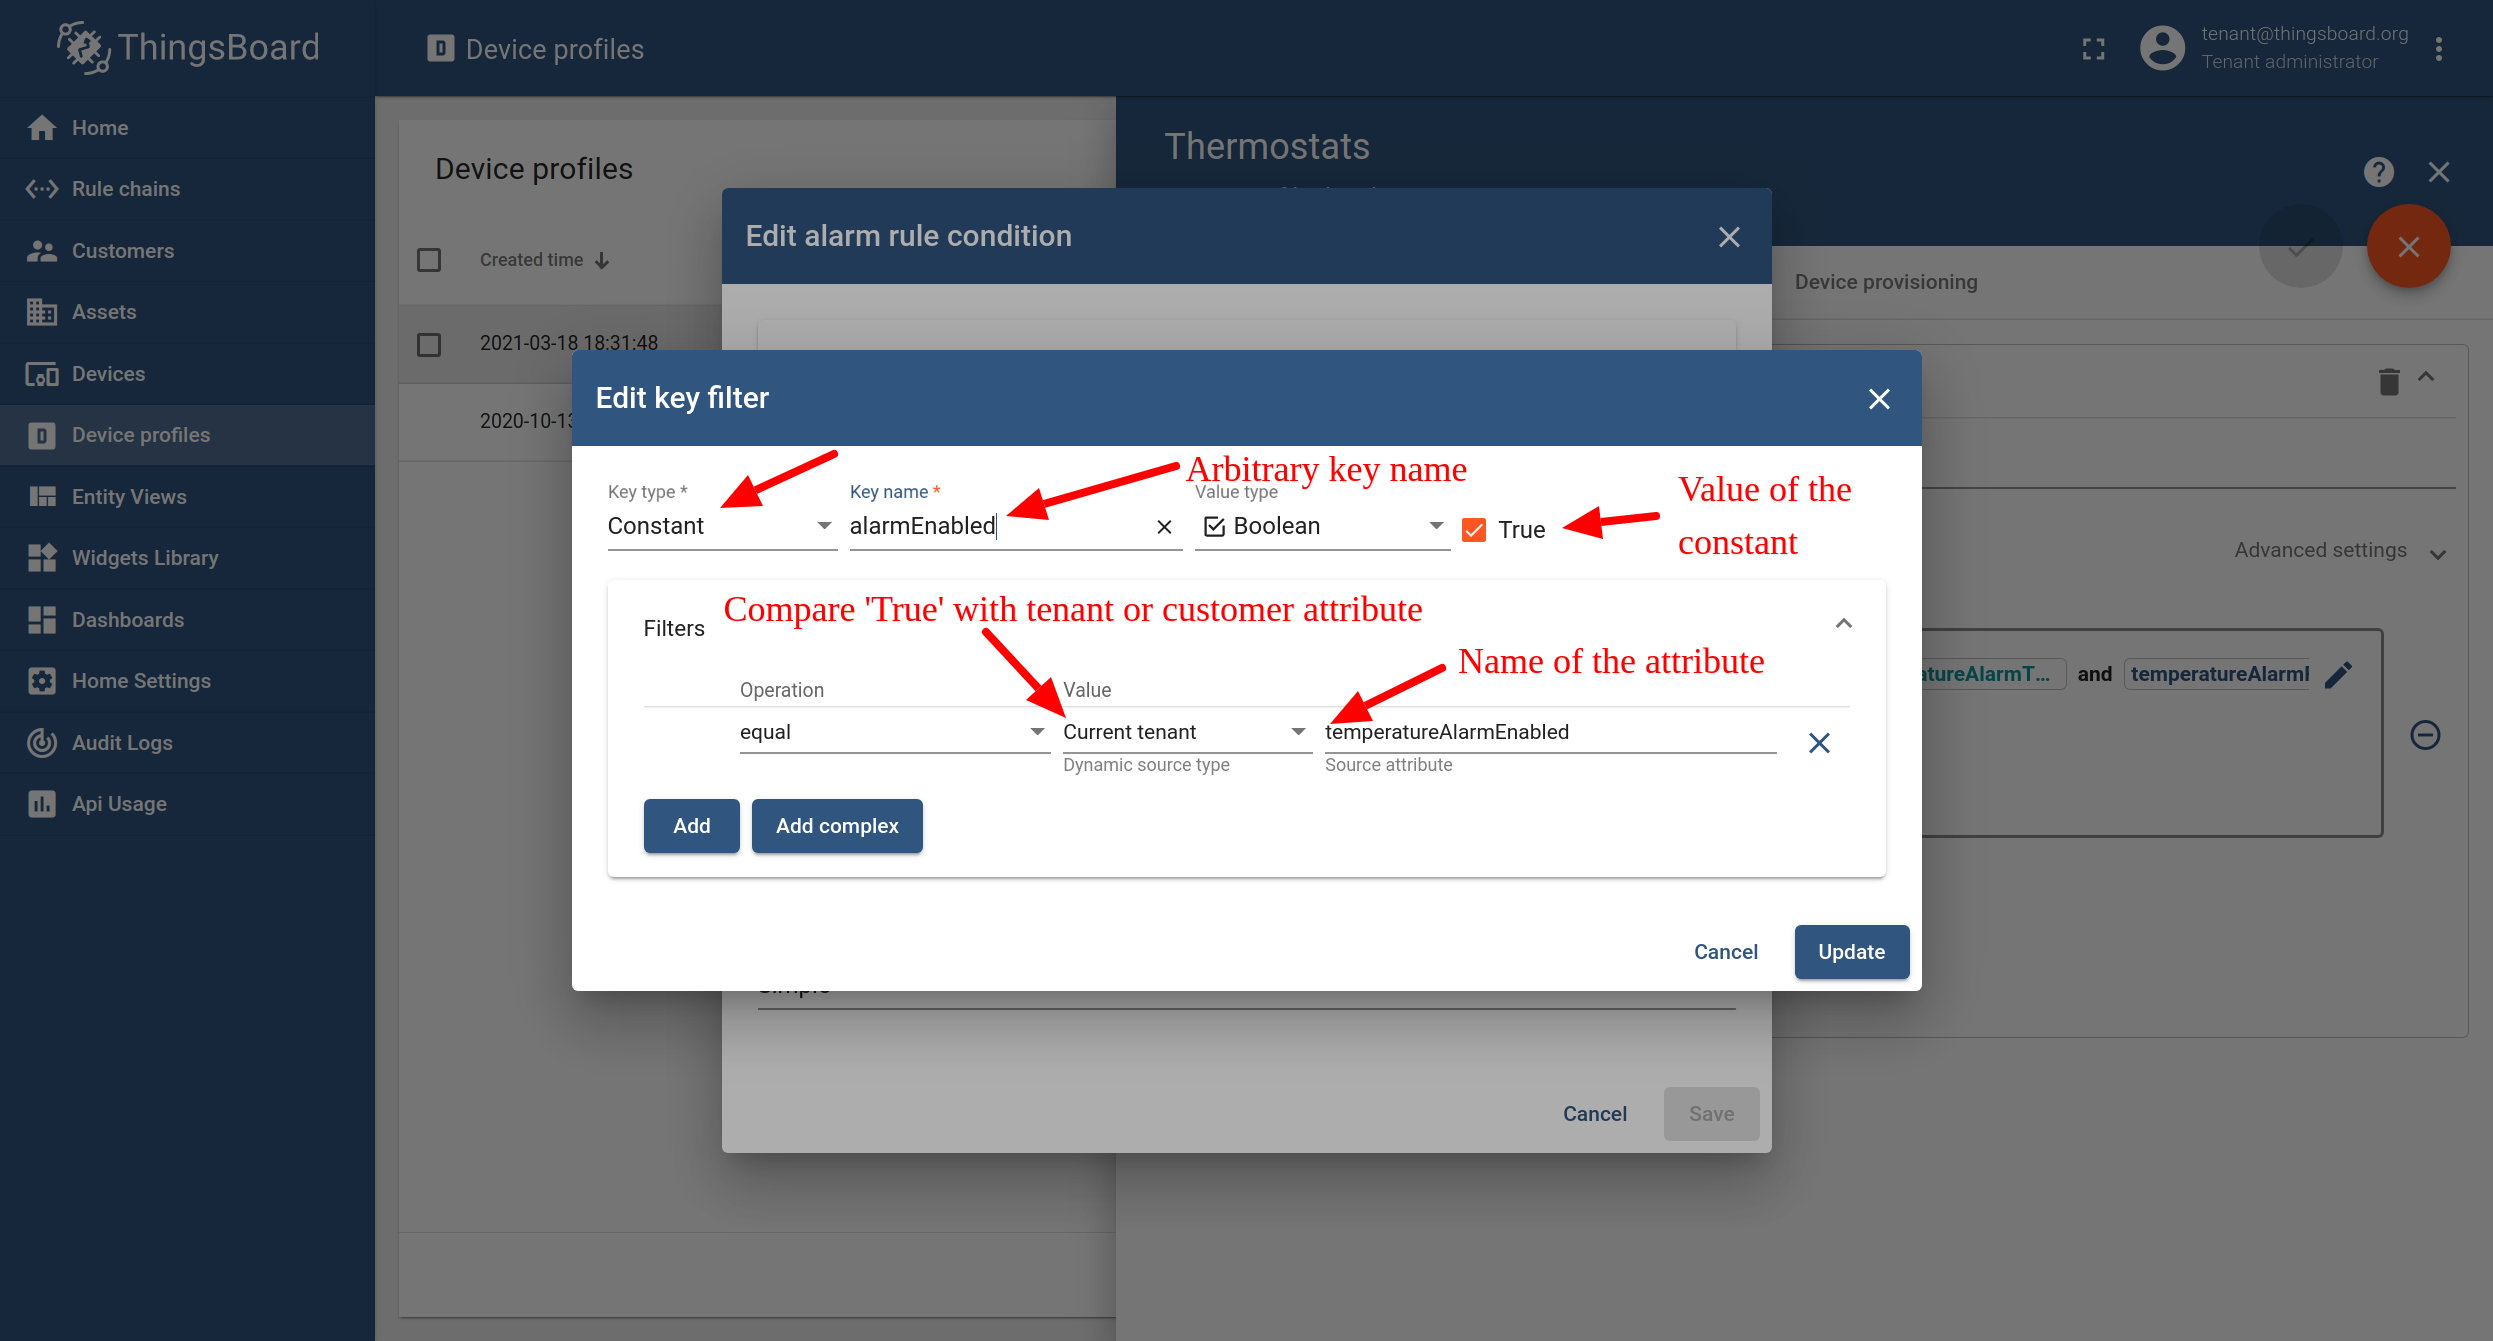 ThingsBoard
Device profiles
tenant@thingsboard.org
Tenant administrator
Home
Rule chains
Customers
Assets
Devices
Device profiles
Entity Views
Widgets Library
Dashboards
Home Settings
Audit Logs
Api Usage
Device profiles
Created time
2021-03-18 18:31:48
2020-10-13
Thermostats
Device provisioning
Advanced settings
atureAlarmT... and temperatureAlarm
Edit alarm rule condition
Edit key filter
Arbitrary key name
Value of the
constant
Key type *
Key name *
Value type
Constant
alarmEnabled
Boolean
True
Compare 'True' with tenant or customer attribute
Filters
Name of the attribute
Operation
Value
equal
Current tenant
temperatureAlarmEnabled
Dynamic source type
Source attribute
Add
Add complex
Cancel
Update
Cancel
Save